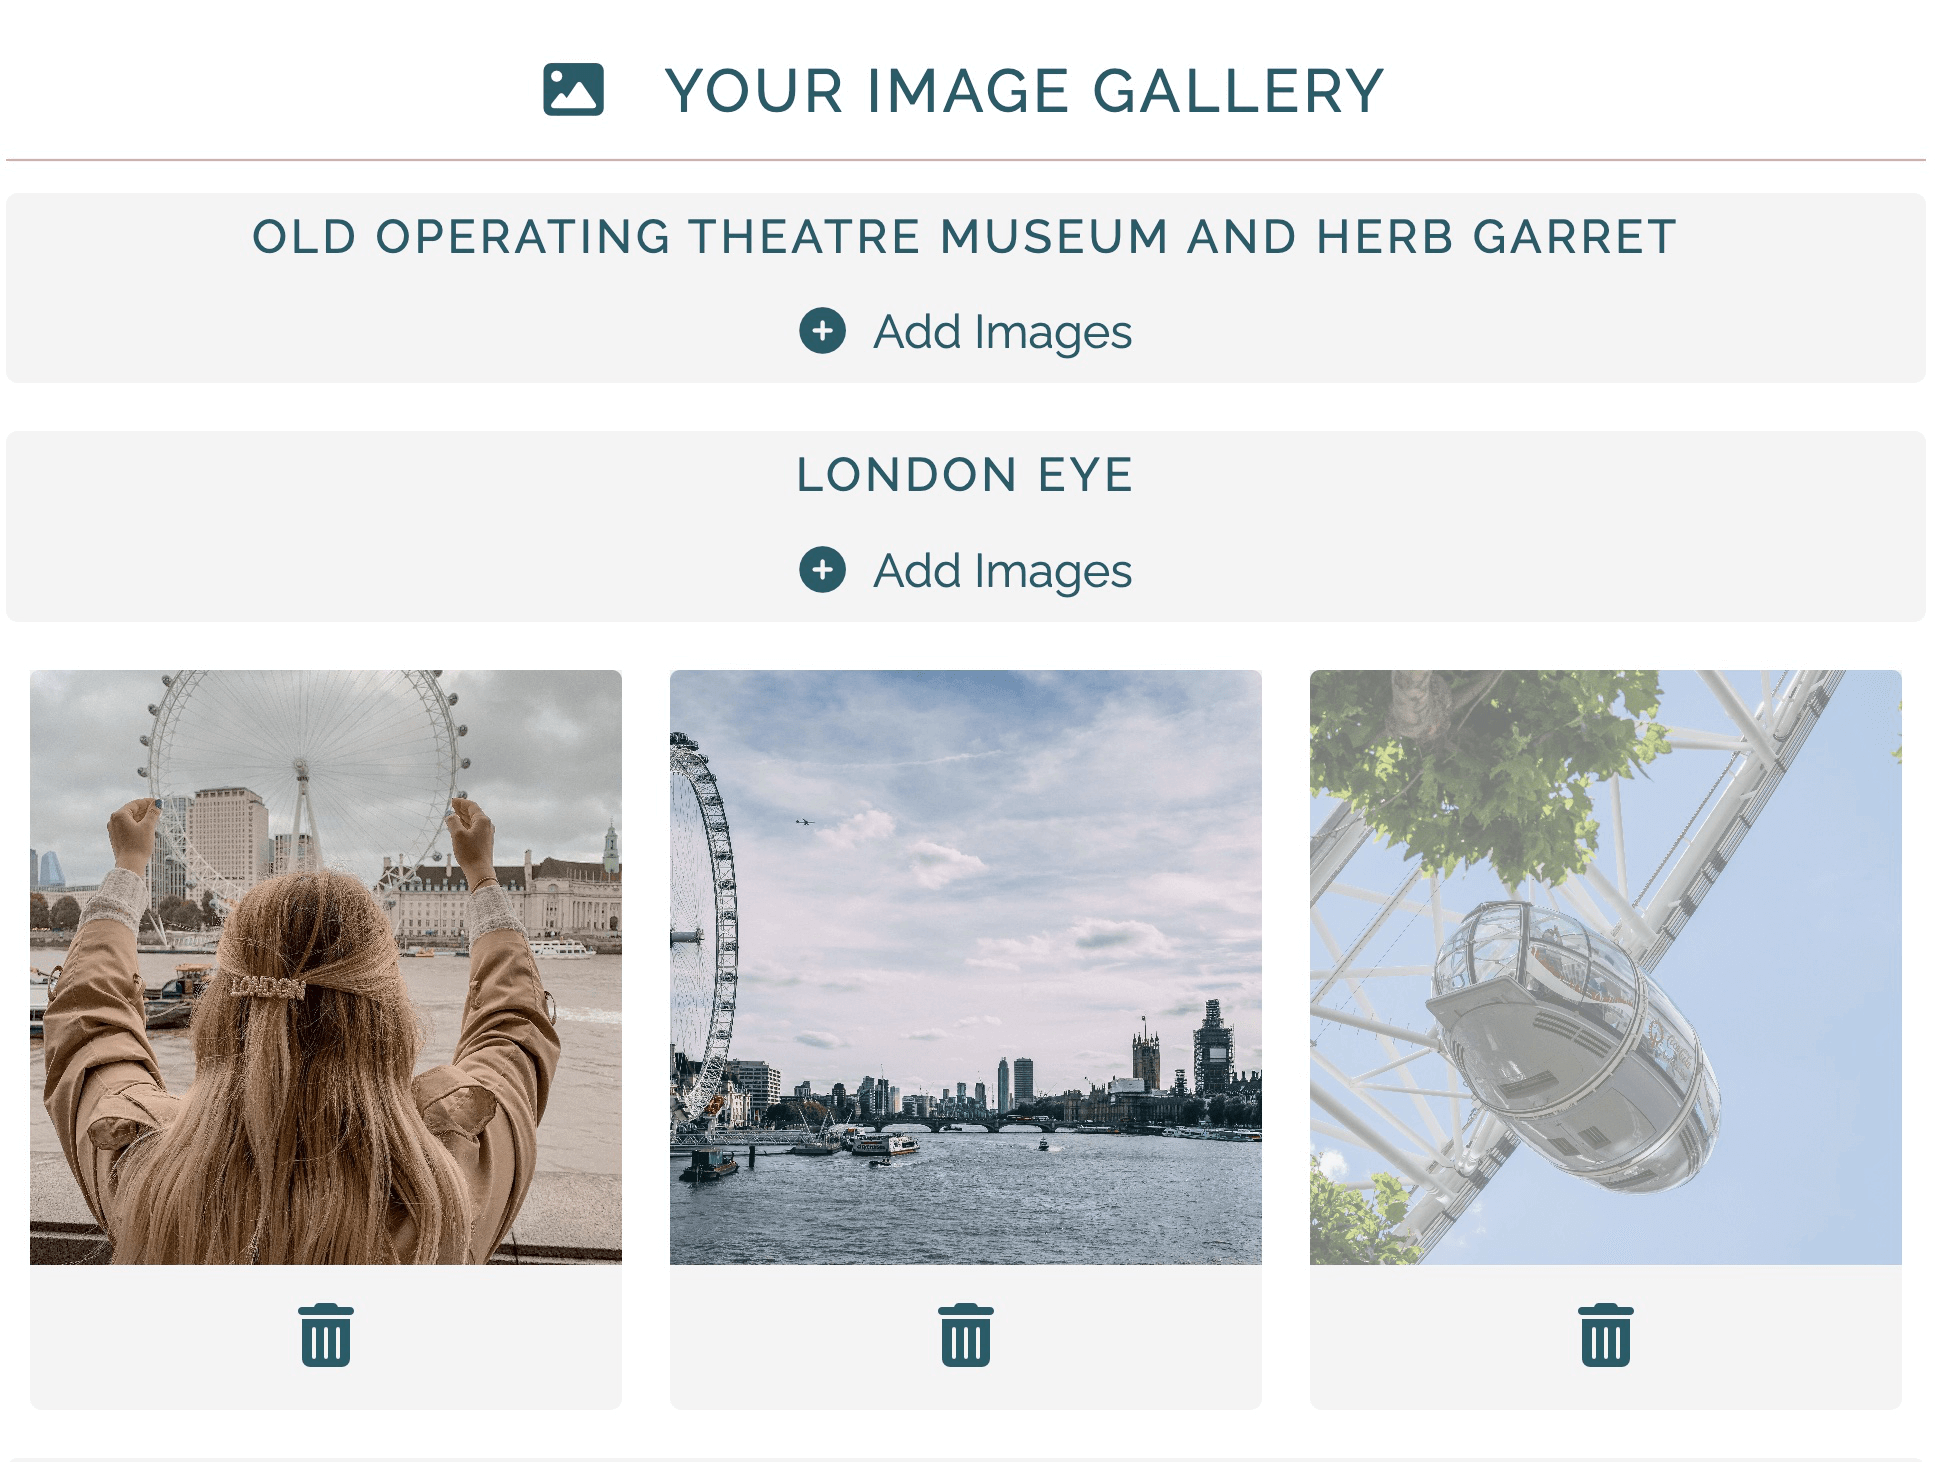 YOUR IMAGE GALLERY
OLD OPERATING THEATRE MUSEUM AND HERB GARRET
Add Images
LONDON EYE
Add Images
LONDON